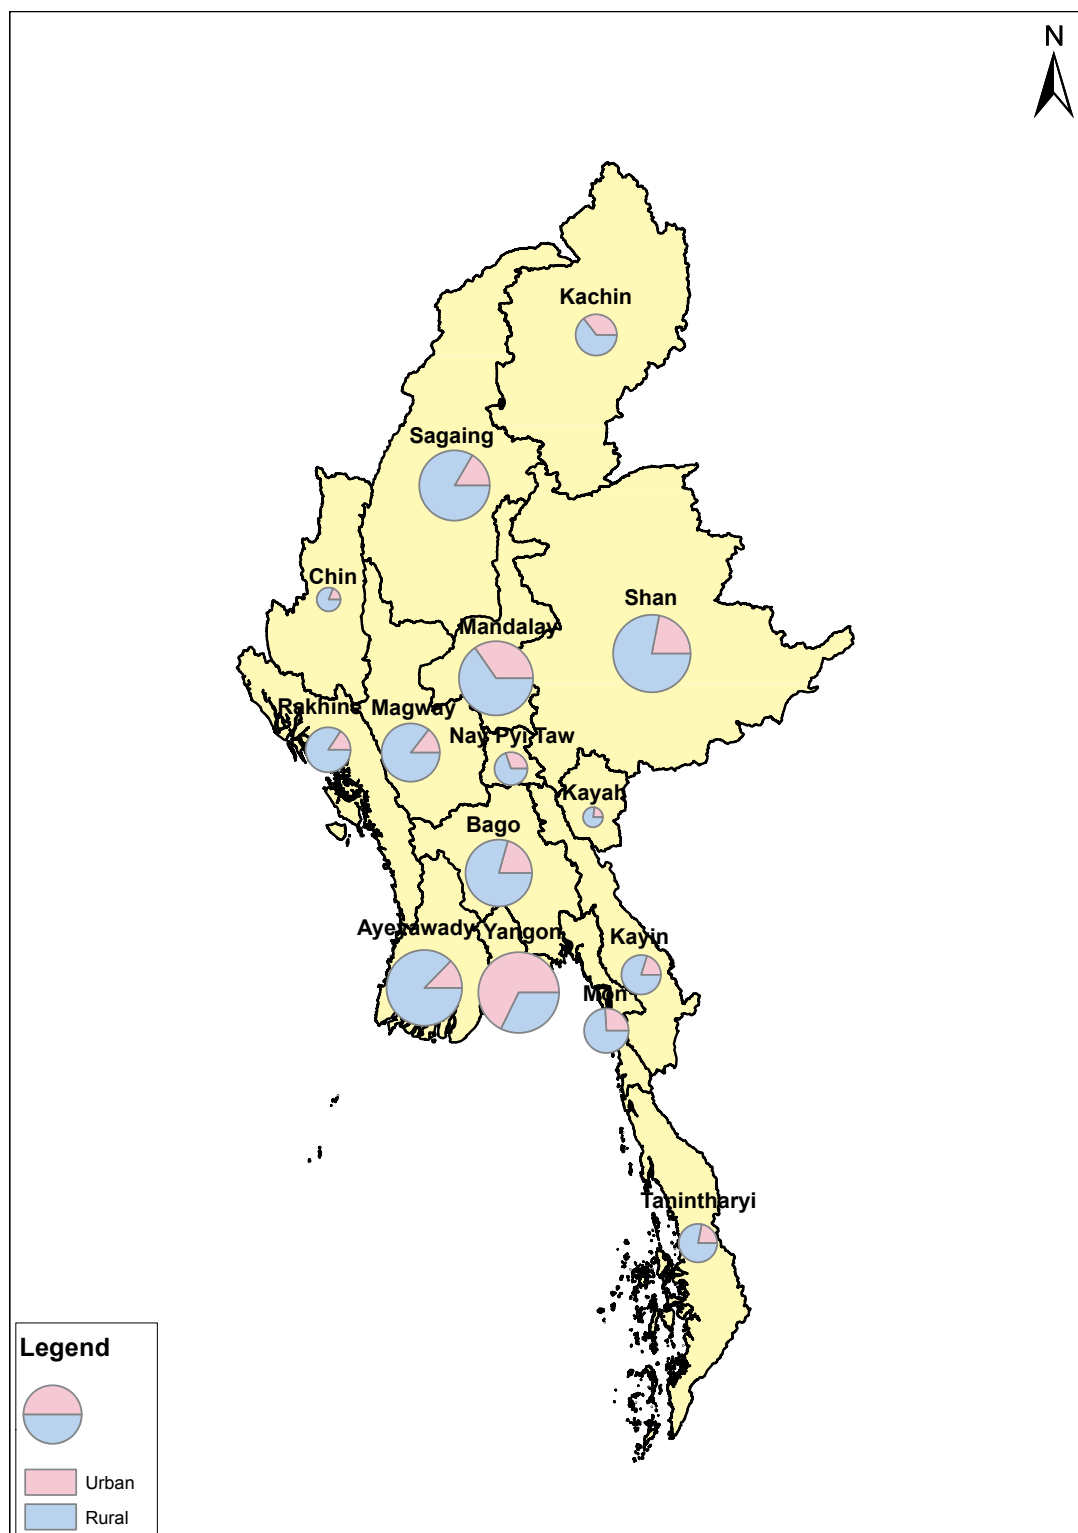 N
Kachin
Sagaing
Chin
Shan
Mandalay
Rakhine
Magway
Nay Pyi Taw
Kayah
Bago
Ayeyawady
Yangon
Kayin
Mon
Tanintharyi
Legend
Urban
Rural